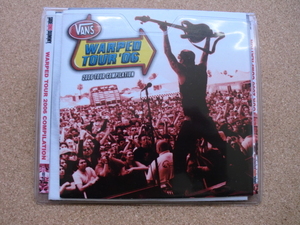 VANS
WARPED
TOUR '06
2006 TOUR COMPILATION
WARPED TOUR 2006 COMPILATION